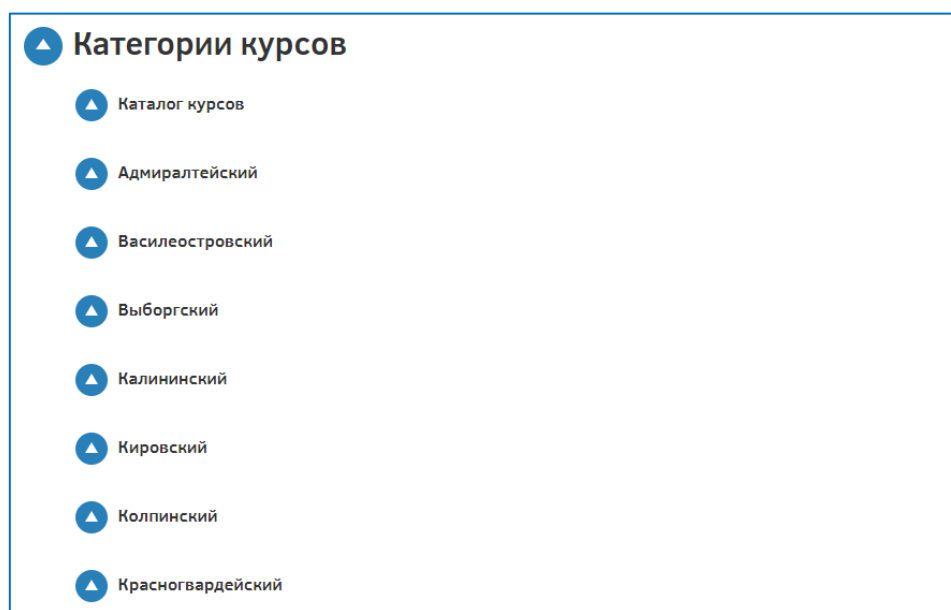 Категории курсов
Каталог курсов
Адмиралтейский
Василеостровский
Выборгский
Калининский
Кировский
Колпинский
Красногвардейский